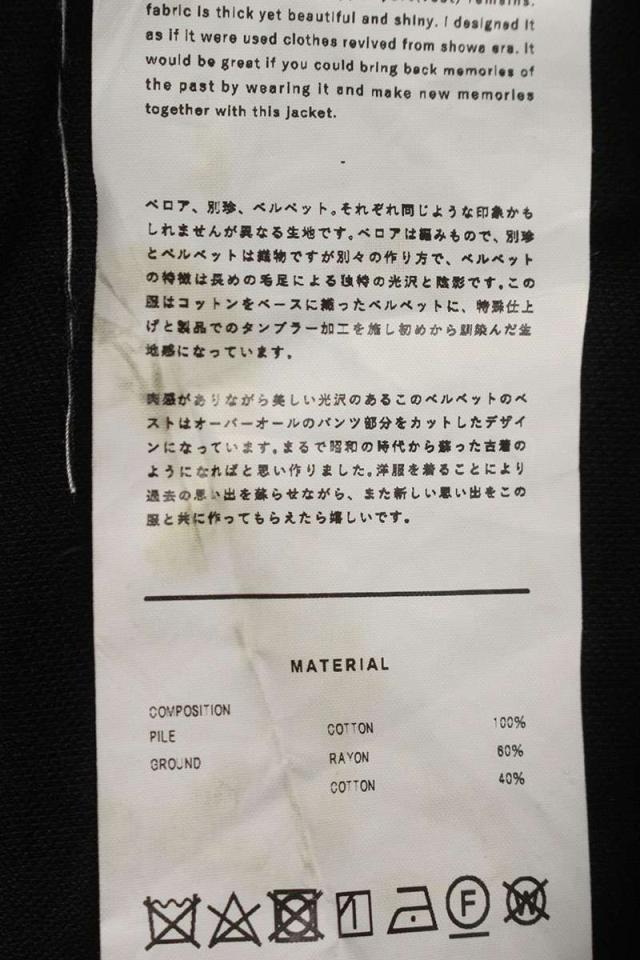 remains.
fabric is thick yet beautiful and shiny. I designed it
as if it were used clothes revived from showa era. It
would be great if you could bring back memories of
the past by wearing it and make new memories
together with this jacket.
-
ベロア、別珍、ベルベット。それぞれ同じような印象かも
しれませんが異なる生地です。ベロアは編みもので、別珍
とベルベットは織物ですが別々の作り方で、ベルベット
の特徴は長めの毛足による独特の光沢と陰影です。この
服はコットンをベースに織ったベルベットに、特殊仕上
げと製品でのタンブラー加工を施し初めから馴染んだ生
地感になっています。
肉感がありながら美しい光沢のあるこのベルベットのベ
ストはオーバーオールのパンツ部分をカットしたデザイ
ンになっています。まるで昭和の時代から蘇った古着の
ようになればと思い作りました。洋服を着ることにより
過去の思い出を蘇らせながら、また新しい思い出をこの
服と共に作ってもらえたら嬉しいです。
MATERIAL
COMPOSITION
PILE COTTON 100%
GROUND RAYON 60%
COTTON 40%
F
W